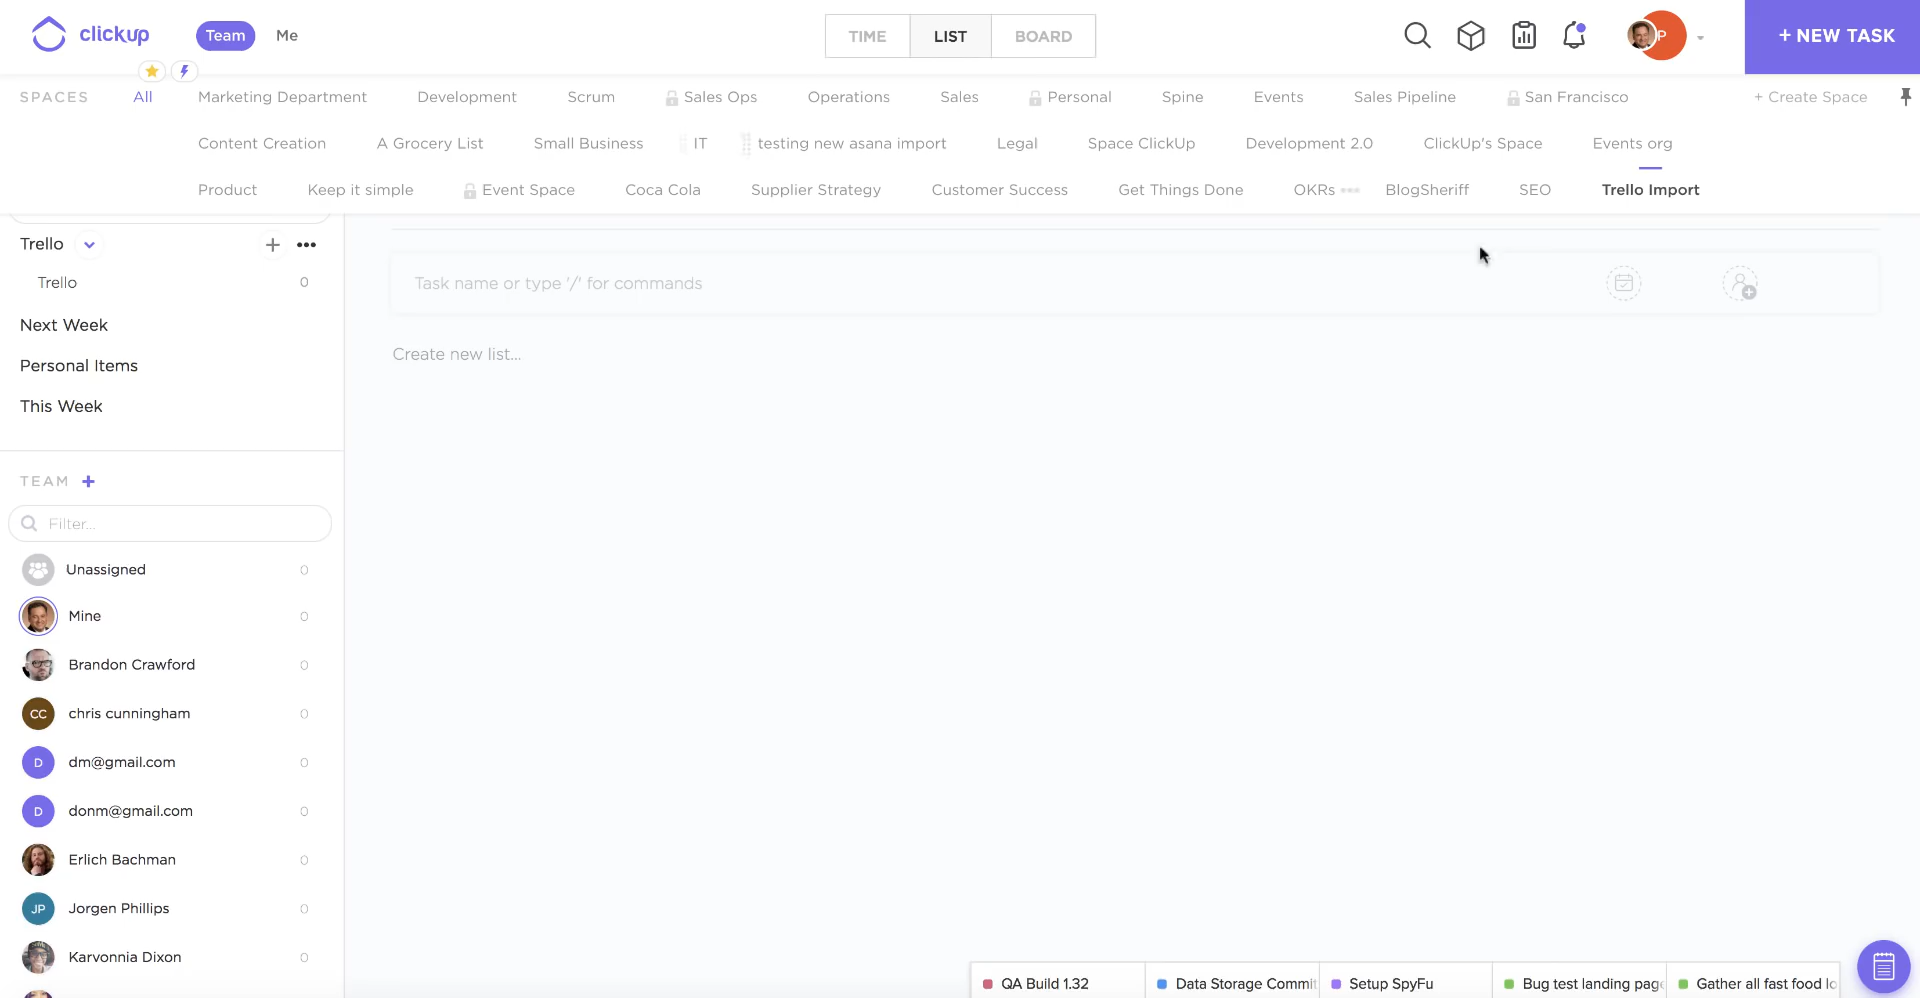 clickup Team Me TIME LIST BOARD P + NEW TASK
SPACES All Marketing Department Development Scrum Sales Ops Operations Sales Personal Spine Events Sales Pipeline San Francisco + Create Space
Content Creation A Grocery List Small Business IT testing new asana import Legal Space ClickUp Development 2.0 ClickUp's Space Events org
Product Keep it simple Event Space Coca Cola Supplier Strategy Customer Success Get Things Done OKRs BlogSheriff SEO Trello Import
Trello
Trello 0
Next Week
Personal Items
This Week
TEAM +
Filter...
Unassigned 0
Mine 0
Brandon Crawford 0
CC chris cunningham 0
D dm@gmail.com 0
D donm@gmail.com 0
Erlich Bachman 0
JP Jorgen Phillips 0
Karvonnia Dixon 0
Task name or type '/' for commands
Create new list...
QA Build 1.32 Data Storage Commit Setup SpyFu Bug test landing page Gather all fast food lo